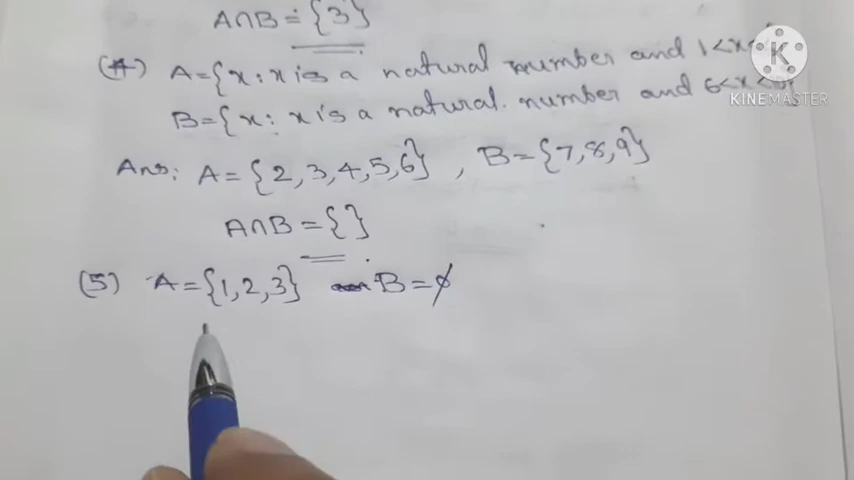 A∩B = {3}
(4) A={x: x is a natural number and 1<x<
B={x: x is a natural. number and 6<x<
KINEMASTER
Ans: A={2,3,4,5,6}, B={7,8,9}
A∩B={}
(5) A={1,2,3} B=ϕ